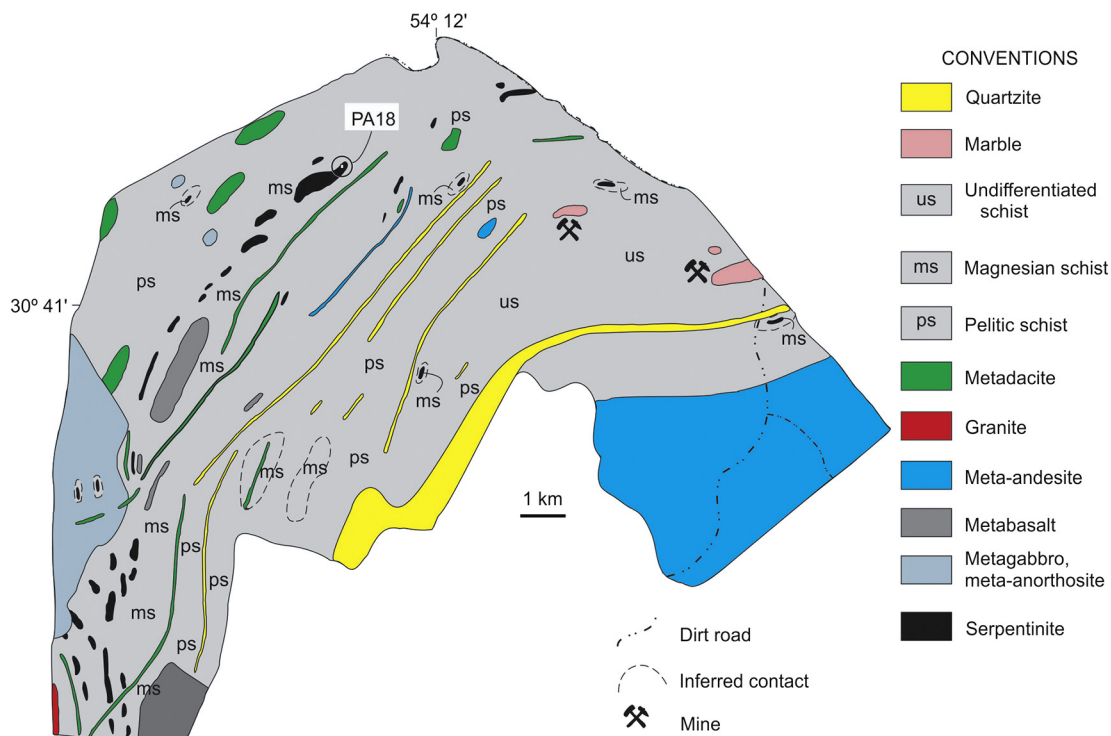 54º 12'
PA18
ps
ms
ms
ps
ms
ms
30º 41'
ps
ms
us
us
ms
ps
ms
ps
ms
ms
ms
ps
1 km
ms
ps
ps
ms
ps
ms
CONVENTIONS
Quartzite
Marble
us
Undifferentiated
schist
ms
Magnesian schist
ps
Pelitic schist
Metadacite
Granite
Meta-andesite
Metabasalt
Metagabbro,
meta-anorthosite
Serpentinite
Dirt road
Inferred contact
Mine